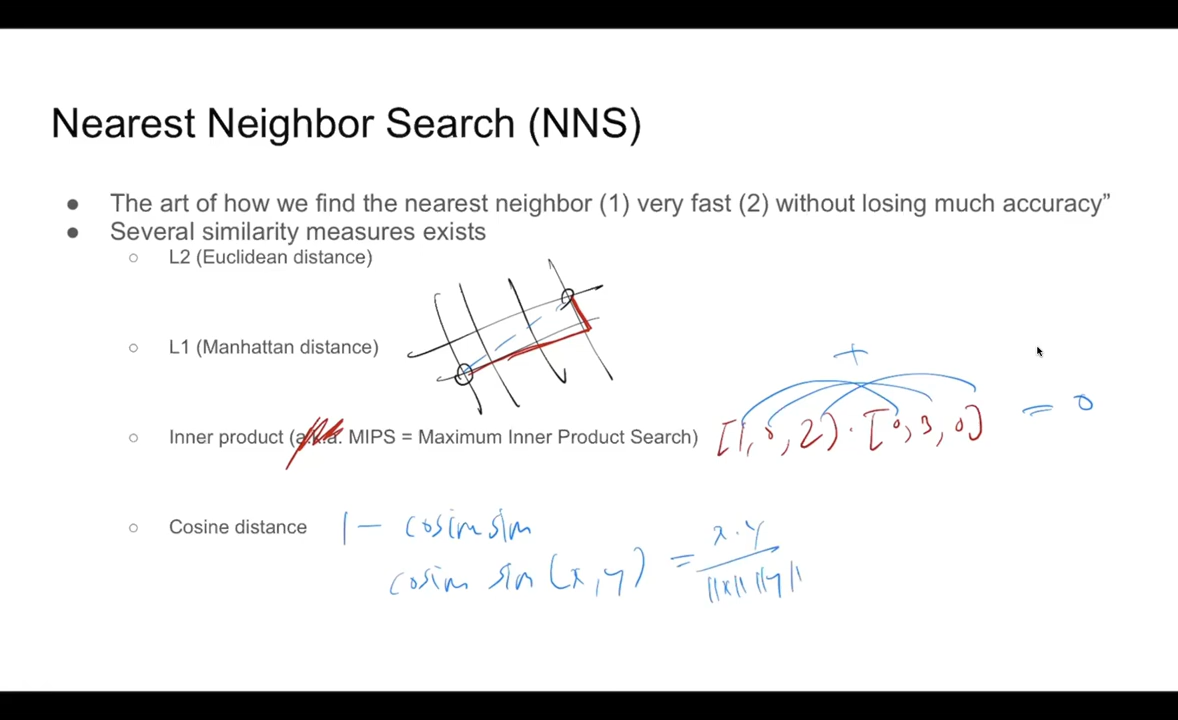 Nearest Neighbor Search (NNS)
● The art of how we find the nearest neighbor (1) very fast (2) without losing much accuracy”
● Several similarity measures exists
○ L2 (Euclidean distance)
○ L1 (Manhattan distance)
+
○ Inner product ( MIPS = Maximum Inner Product Search) [1, 0, 2] · [0, 3, 0] = 0
○ Cosine distance 1 - cosim sim
cosim sim (x, y) = x·y / ||x|| ||y||